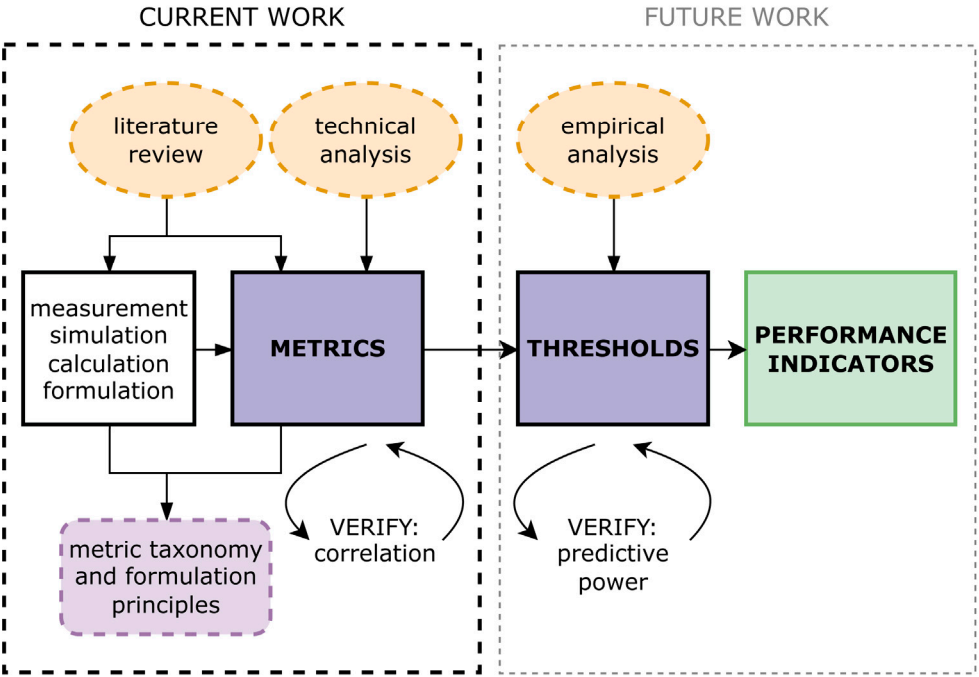 CURRENT WORK
FUTURE WORK
literature
review
technical
analysis
empirical
analysis
measurement
simulation
calculation
formulation
METRICS
THRESHOLDS
PERFORMANCE
INDICATORS
VERIFY:
correlation
VERIFY:
predictive
power
metric taxonomy
and formulation
principles